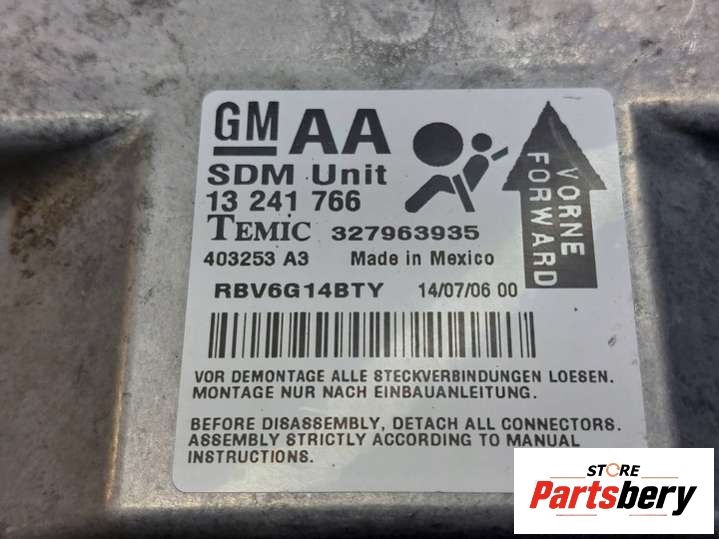 GM AA
SDM Unit
13 241 766
TEMIC 327963935
403253 A3 Made in Mexico
RBV6G14BTY 14/07/06 00
VORNE
FORWARD
VOR DEMONTAGE ALLE STECKVERBINDUNGEN LOESEN.
MONTAGE NUR NACH EINBAUANLEITUNG.
BEFORE DISASSEMBLY, DETACH ALL CONNECTORS.
ASSEMBLY STRICTLY ACCORDING TO MANUAL
INSTRUCTIONS.
STORE
Partsbery